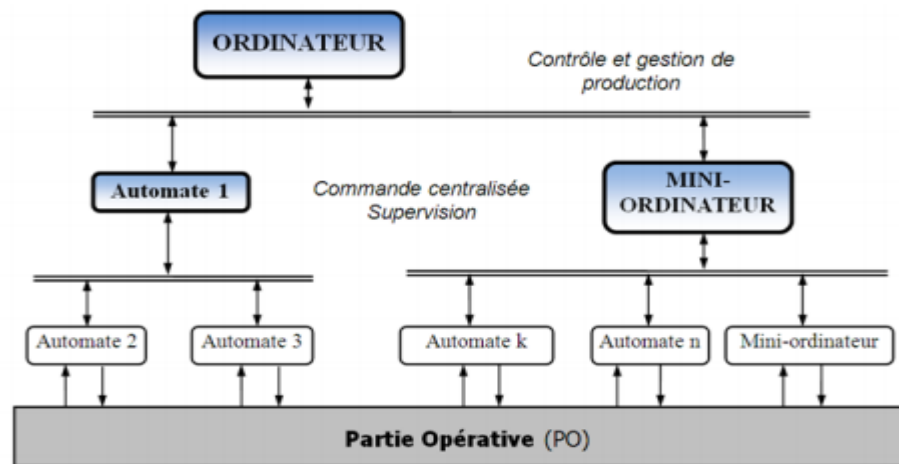 ORDINATEUR
Contrôle et gestion de
production
Automate 1
Commande centralisée
Supervision
MINI-
ORDINATEUR
Automate 2
Automate 3
Automate k
Automate n
Mini-ordinateur
Partie Opérative (PO)